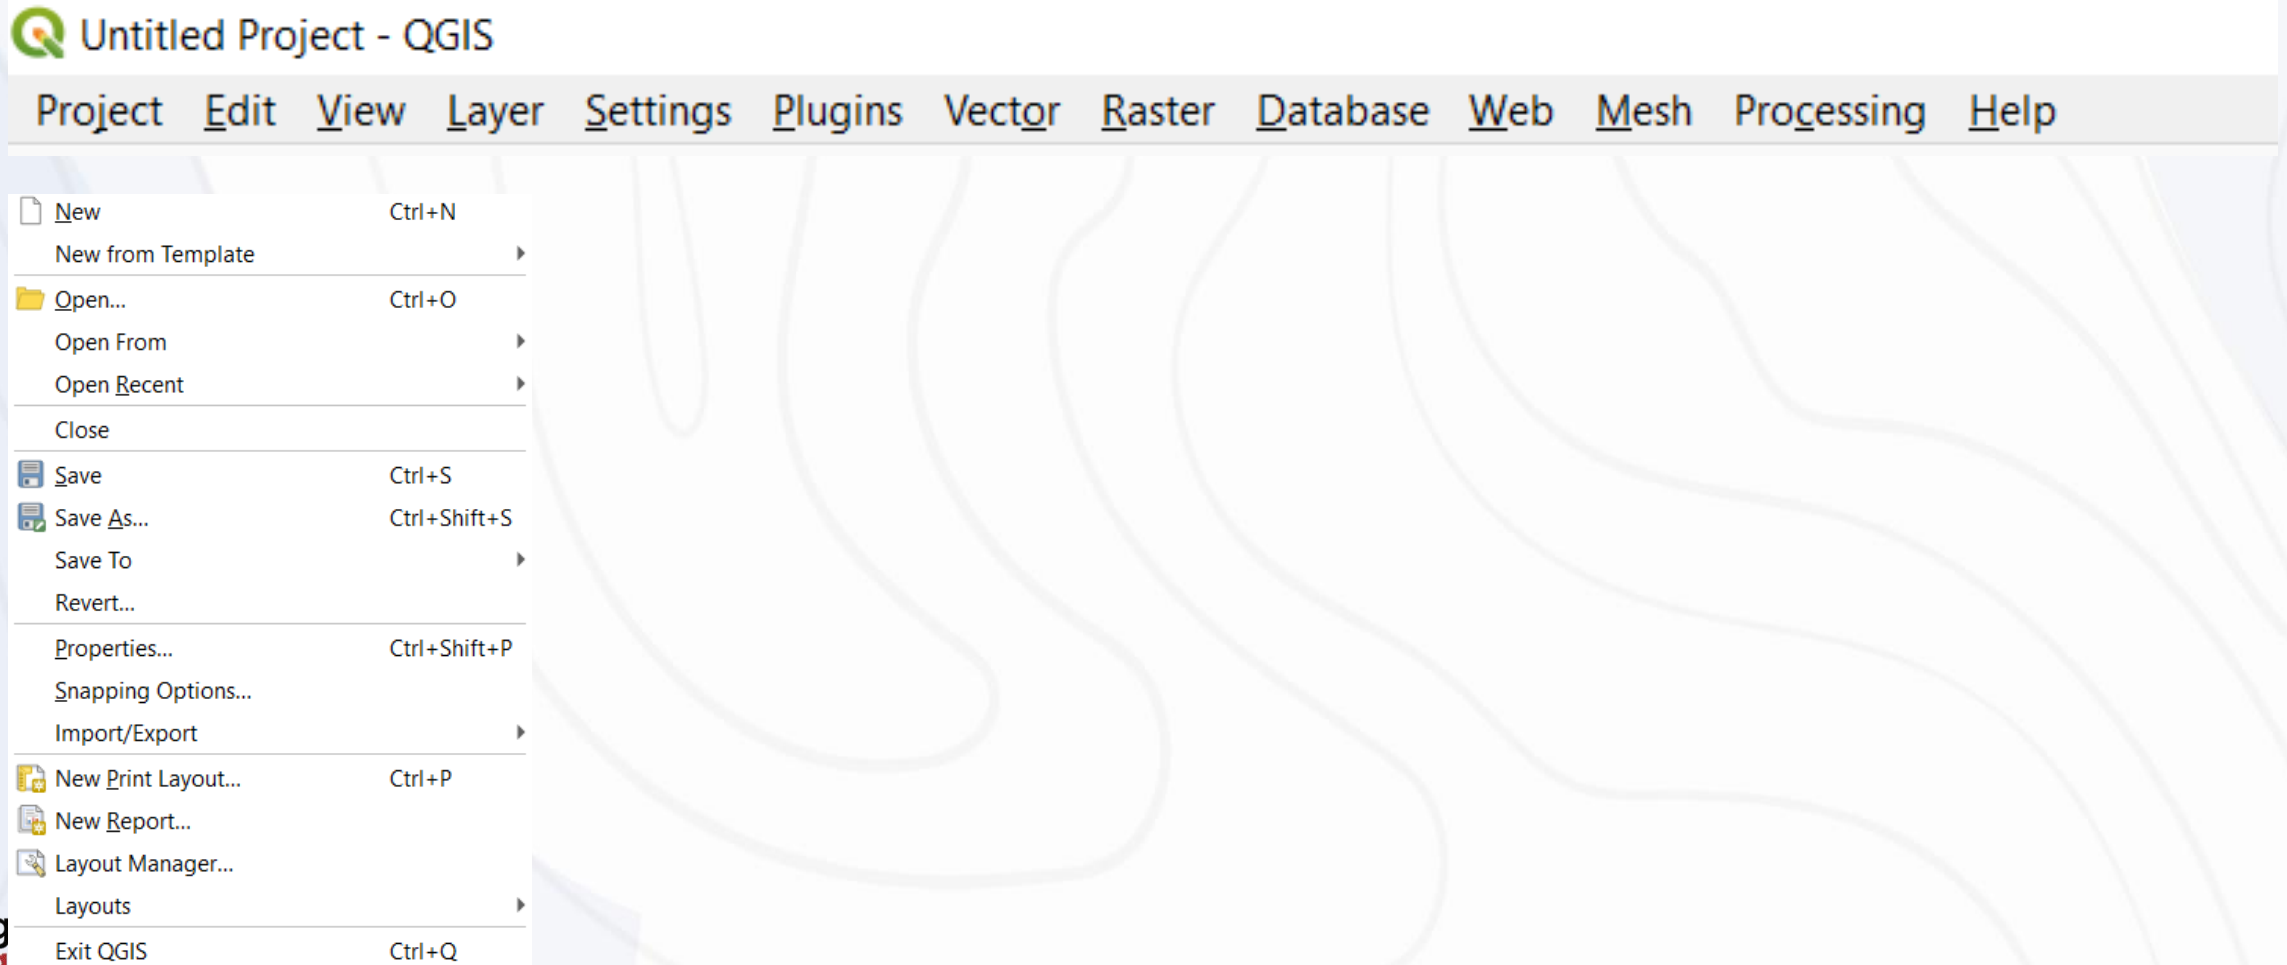 Untitled Project - QGIS
Project Edit View Layer Settings Plugins Vector Raster Database Web Mesh Processing Help
New Ctrl+N
New from Template
Open... Ctrl+O
Open From
Open Recent
Close
Save Ctrl+S
Save As... Ctrl+Shift+S
Save To
Revert...
Properties... Ctrl+Shift+P
Snapping Options...
Import/Export
New Print Layout... Ctrl+P
New Report...
Layout Manager...
Layouts
Exit QGIS Ctrl+Q